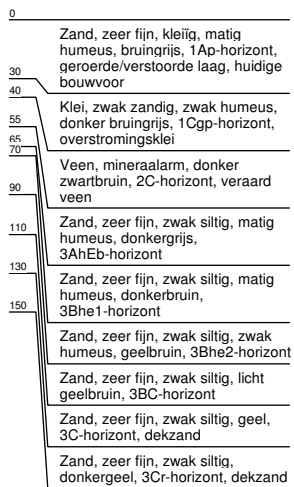 0
Zand, zeer fijn, kleiïg, matig
humeus, bruingrijs, 1Ap-horizont,
geroerde/verstoorde laag, huidige
bouwvoor
30
40
Klei, zwak zandig, zwak humeus,
donker bruingrijs, 1Cgp-horizont,
overstromingsklei
55
65
70
Veen, mineraalarm, donker
zwartbruin, 2C-horizont, veraard
veen
90
Zand, zeer fijn, zwak siltig, matig
humeus, donkergrijs,
3AhEb-horizont
110
130
Zand, zeer fijn, zwak siltig, matig
humeus, donkerbruin,
3Bhe1-horizont
150
Zand, zeer fijn, zwak siltig, zwak
humeus, geelbruin, 3Bhe2-horizont
Zand, zeer fijn, zwak siltig, licht
geelbruin, 3BC-horizont
Zand, zeer fijn, zwak siltig, geel,
3C-horizont, dekzand
Zand, zeer fijn, zwak siltig,
donkergeel, 3Cr-horizont, dekzand